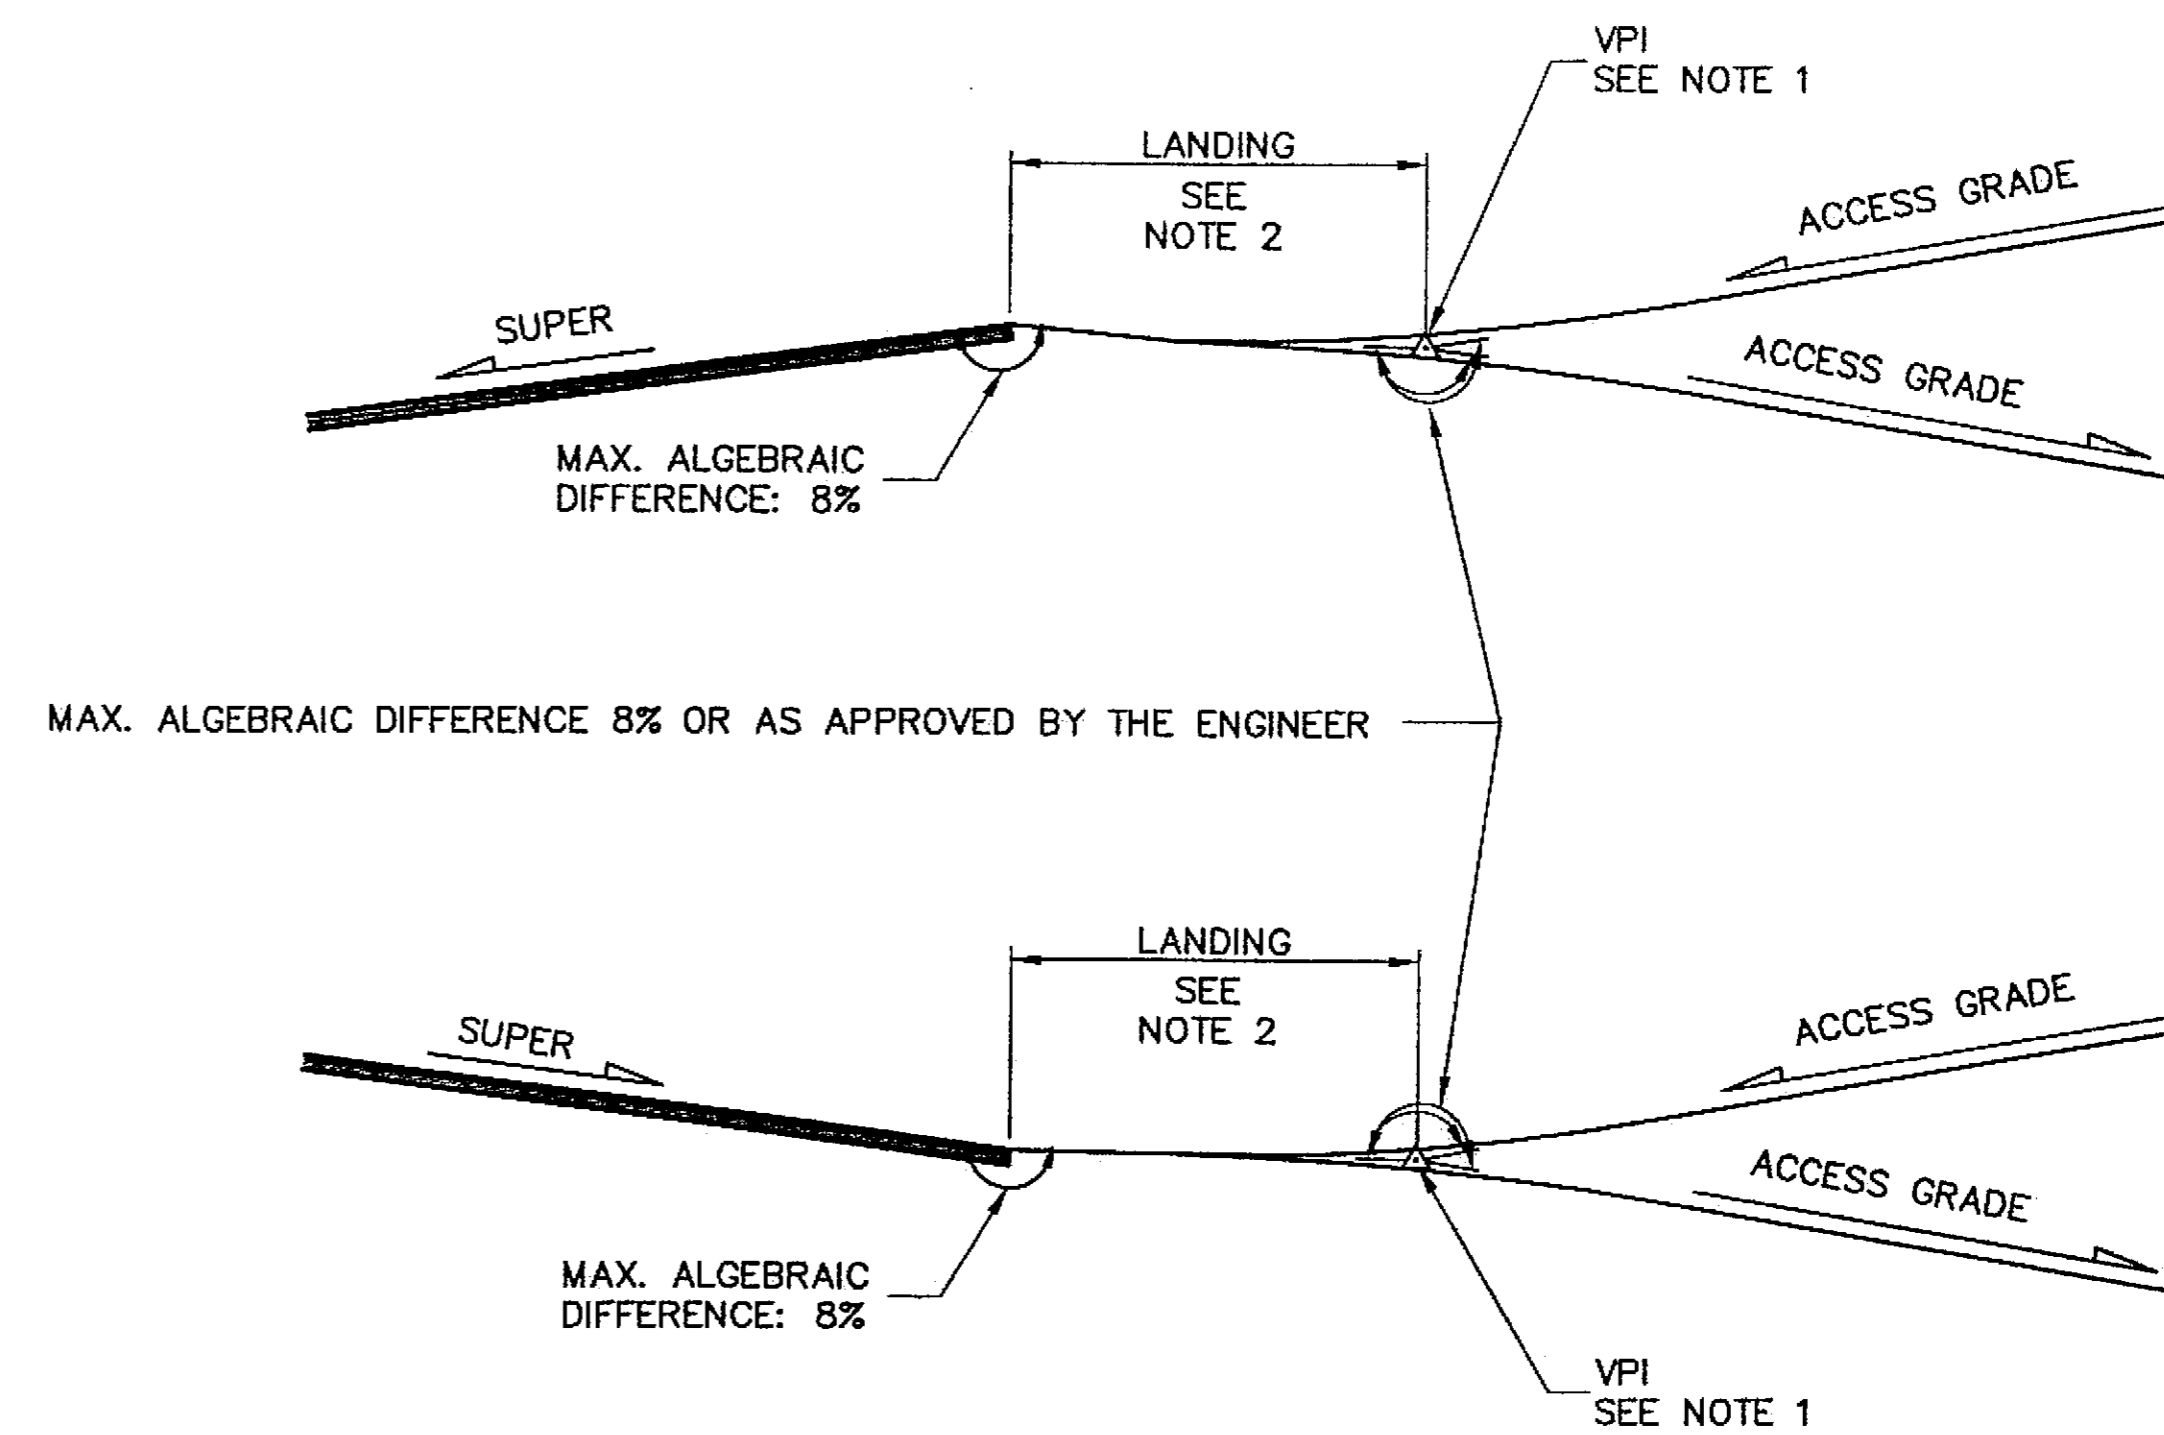 VPI
SEE NOTE 1
LANDING
SEE
NOTE 2
ACCESS GRADE
SUPER
ACCESS GRADE
MAX. ALGEBRAIC
DIFFERENCE: 8%
MAX. ALGEBRAIC DIFFERENCE 8% OR AS APPROVED BY THE ENGINEER
LANDING
SEE
NOTE 2
ACCESS GRADE
SUPER
ACCESS GRADE
MAX. ALGEBRAIC
DIFFERENCE: 8%
VPI
SEE NOTE 1